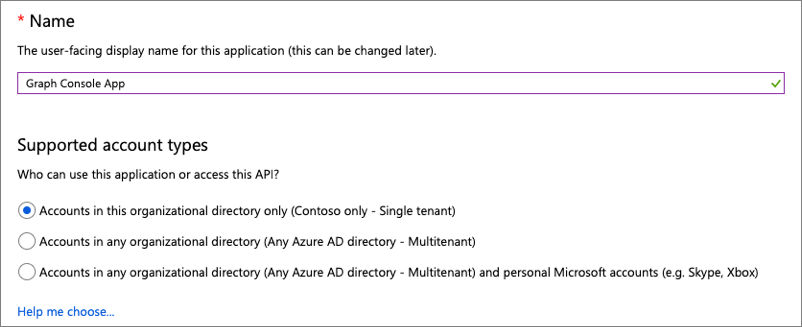 * Name
The user-facing display name for this application (this can be changed later).
Graph Console App
Supported account types
Who can use this application or access this API?
Accounts in this organizational directory only (Contoso only - Single tenant)
Accounts in any organizational directory (Any Azure AD directory - Multitenant)
Accounts in any organizational directory (Any Azure AD directory - Multitenant) and personal Microsoft accounts (e.g. Skype, Xbox)
Help me choose...